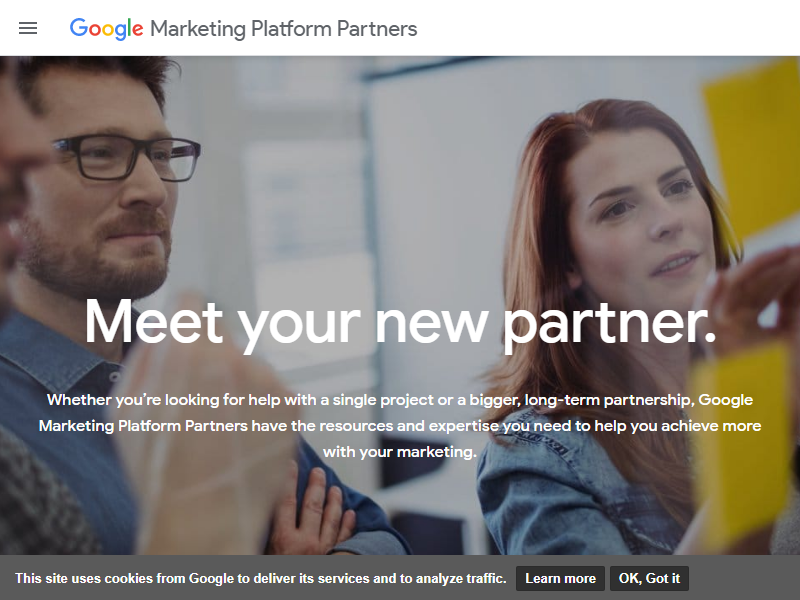 Google Marketing Platform Partners
Meet your new partner.
Whether you’re looking for help with a single project or a bigger, long-term partnership, Google
Marketing Platform Partners have the resources and expertise you need to help you achieve more
with your marketing.
This site uses cookies from Google to deliver its services and to analyze traffic. Learn more OK, Got it